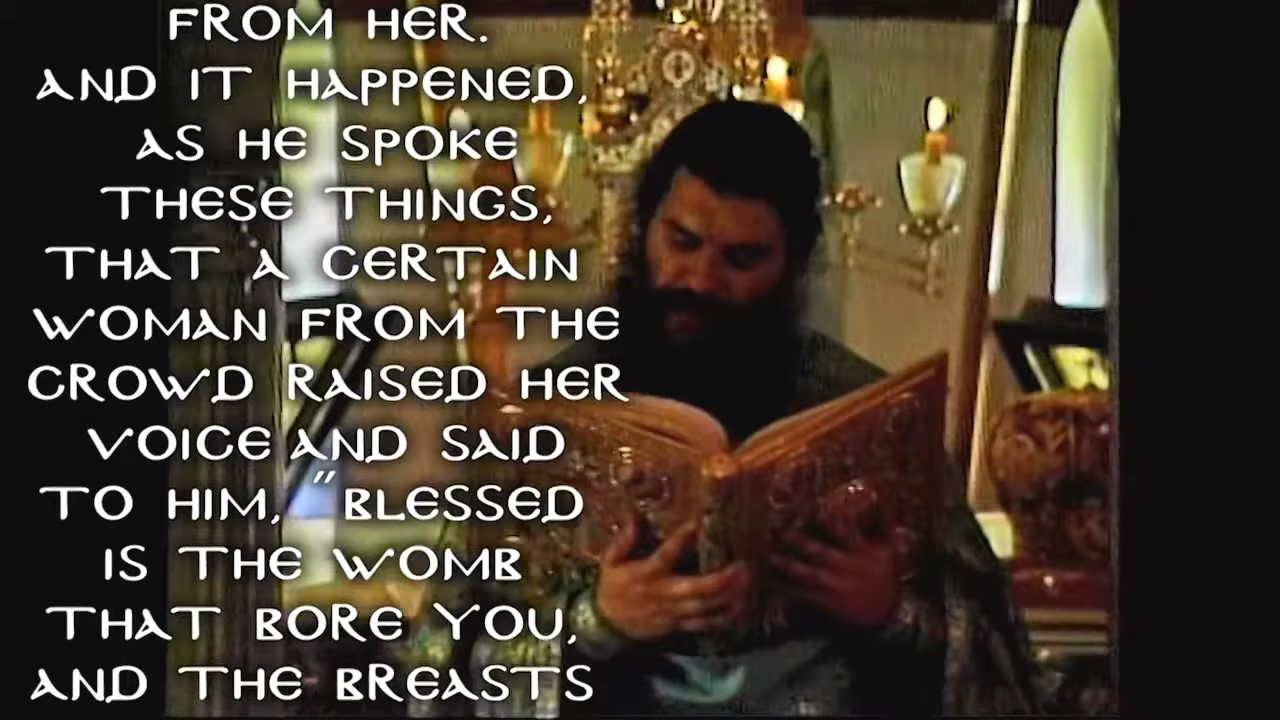 FROM HER.
AND IT HAPPENED,
AS HE SPOKE
THESE THINGS,
THAT A CERTAIN
WOMAN FROM THE
CROWD RAISED HER
VOICE AND SAID
TO HIM, "BLESSED
IS THE WOMB
THAT BORE YOU,
AND THE BREASTS